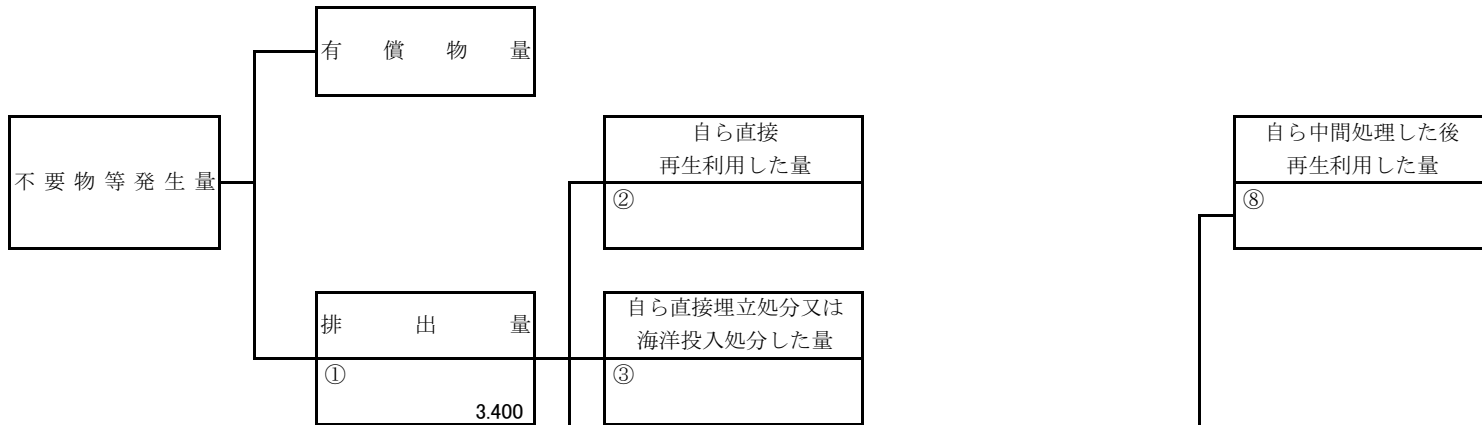 有償物量
自ら直接
再生利用した量
②
自ら中間処理した後
再生利用した量
⑧
不要物等発生量
排出量
①
3.400
自ら直接埋立処分又は
海洋投入処分した量
③